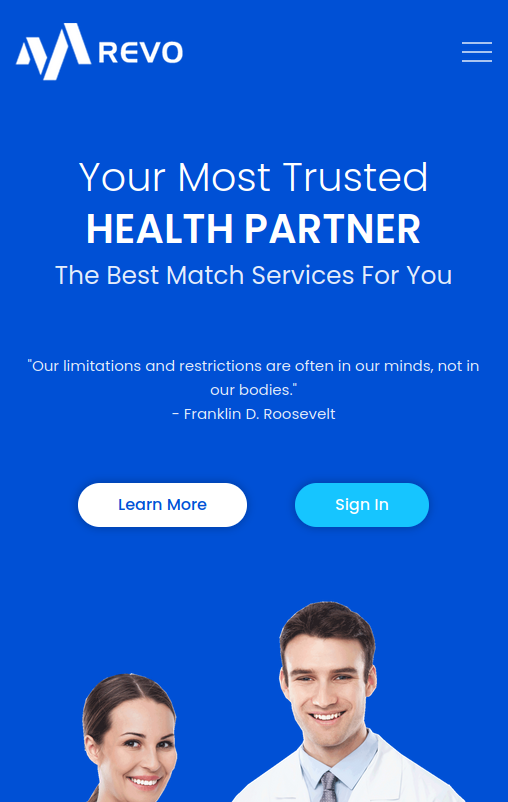 REVO
Your Most Trusted
HEALTH PARTNER
The Best Match Services For You
"Our limitations and restrictions are often in our minds, not in
our bodies."
- Franklin D. Roosevelt
Learn More
Sign In